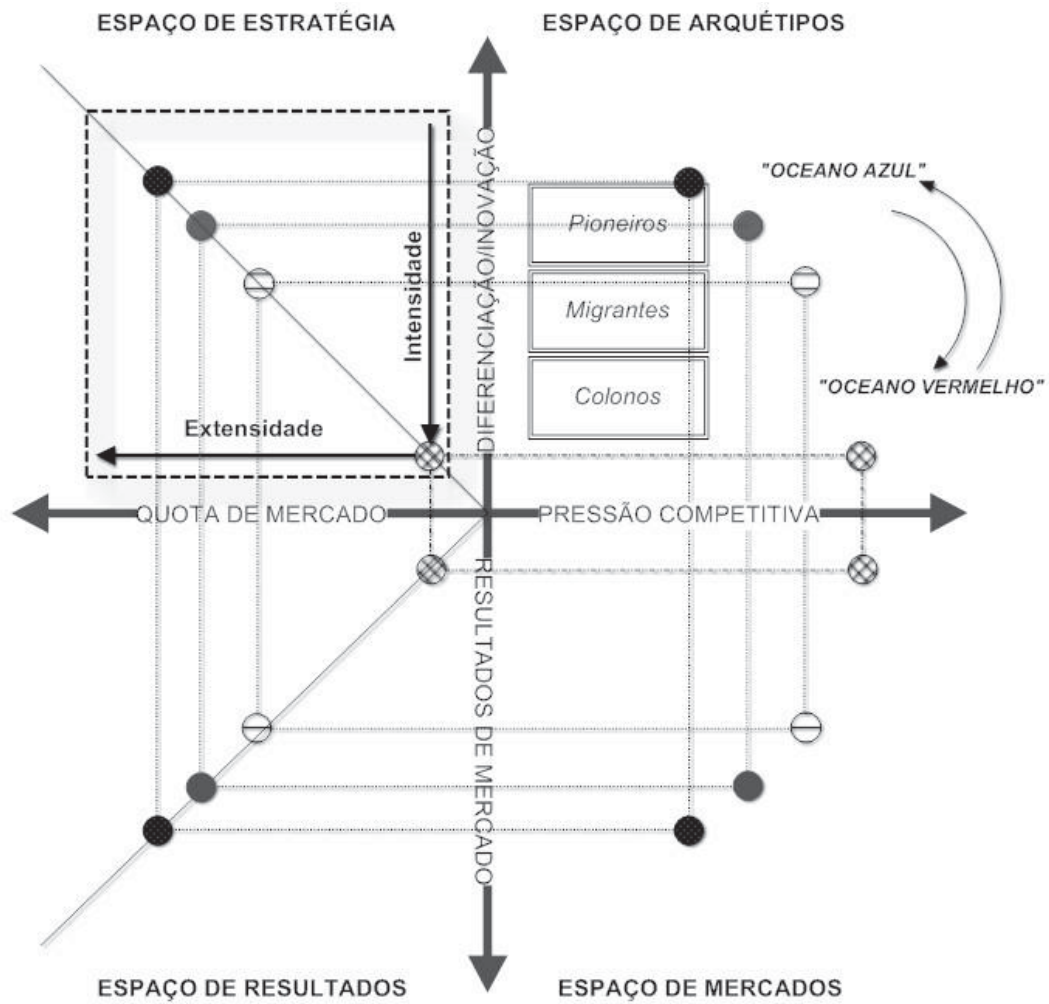 ESPAÇO DE ESTRATÉGIA
ESPAÇO DE ARQUÉTIPOS
DIFERENCIAÇÃO/INOVAÇÃO
"OCEANO AZUL"
Pioneiros
Intensidade
Migrantes
"OCEANO VERMELHO"
Colonos
Extensidade
QUOTA DE MERCADO
PRESSÃO COMPETITIVA
RESULTADOS DE MERCADO
ESPAÇO DE RESULTADOS
ESPAÇO DE MERCADOS